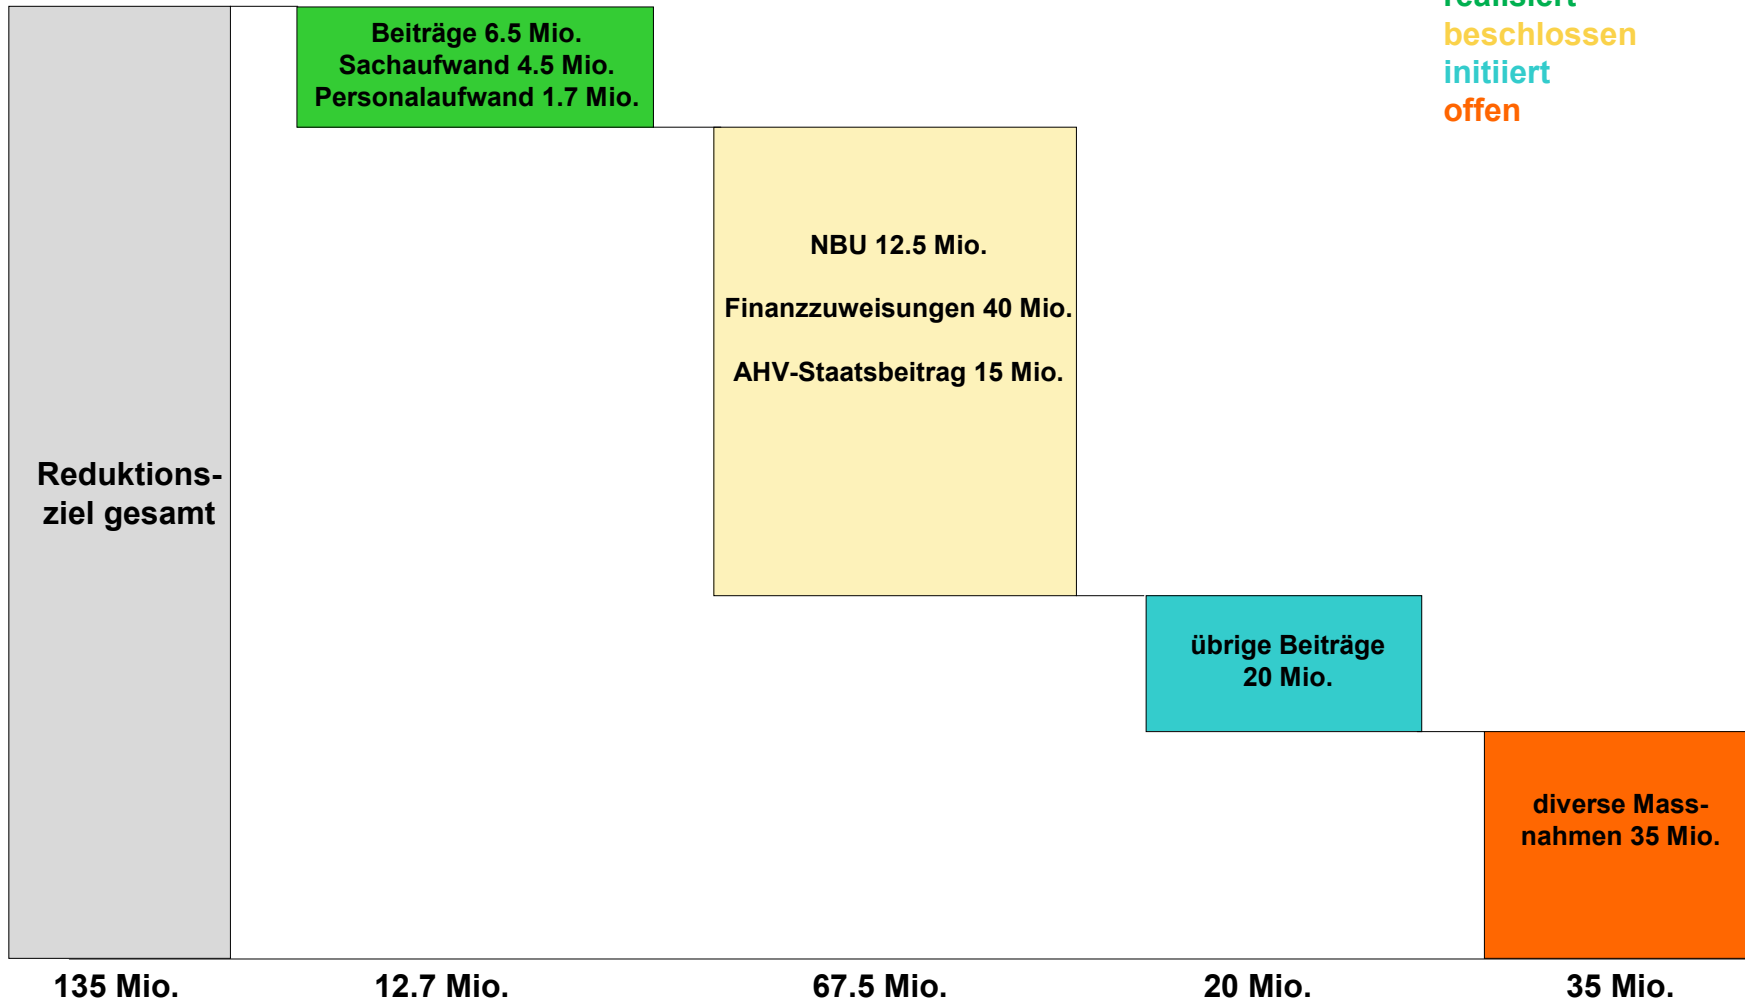 realisiert
beschlossen
initiiert
offen
Beiträge 6.5 Mio.
Sachaufwand 4.5 Mio.
Personalaufwand 1.7 Mio.
NBU 12.5 Mio.
Finanzzuweisungen 40 Mio.
AHV-Staatsbeitrag 15 Mio.
Reduktions-
ziel gesamt
übrige Beiträge
20 Mio.
diverse Mass-
nahmen 35 Mio.
135 Mio.
12.7 Mio.
67.5 Mio.
20 Mio.
35 Mio.